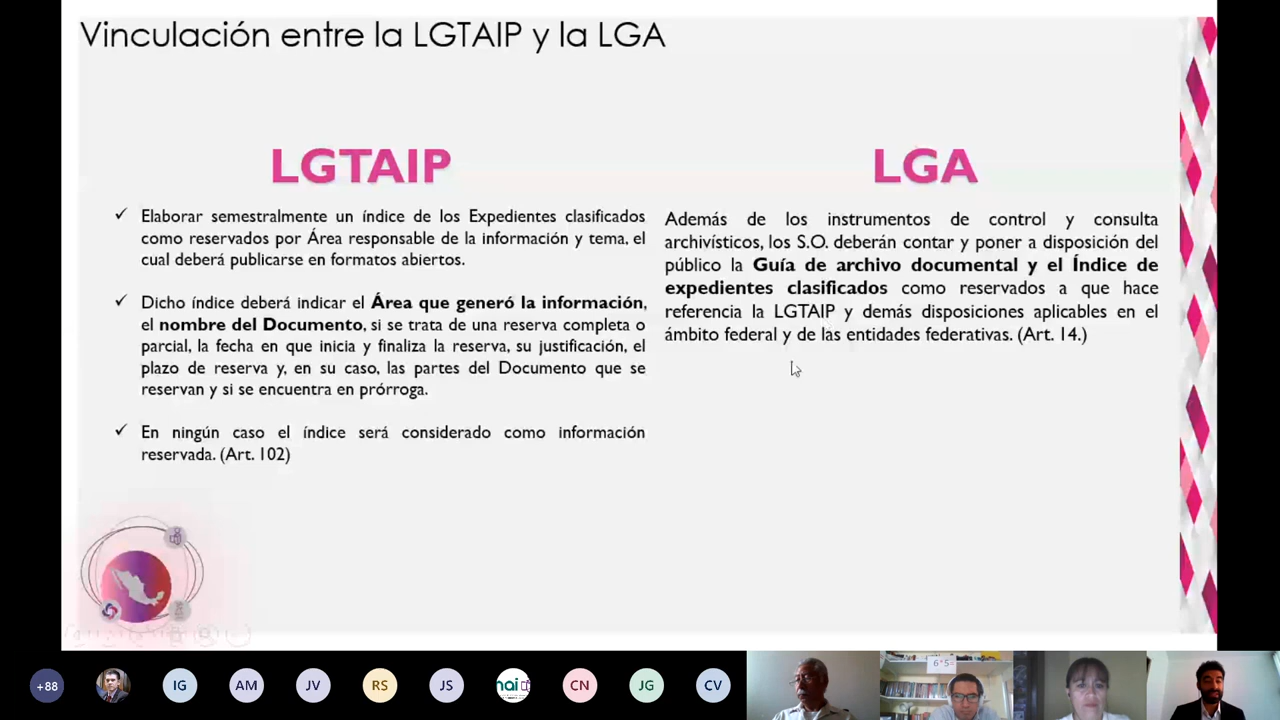 Vinculación entre la LGTAIP y la LGA
LGTAIP
Elaborar semestralmente un índice de los Expedientes clasificados
como reservados por Área responsable de la información y tema, el
cual deberá publicarse en formatos abiertos.
Dicho índice deberá indicar el Área que generó la información,
el nombre del Documento, si se trata de una reserva completa o
parcial, la fecha en que inicia y finaliza la reserva, su justificación, el
plazo de reserva y, en su caso, las partes del Documento que se
reservan y si se encuentra en prórroga.
En ningún caso el índice será considerado como información
reservada. (Art. 102)
LGA
Además de los instrumentos de control y consulta
archivísticos, los S.O. deberán contar y poner a disposición del
público la Guía de archivo documental y el Índice de
expedientes clasificados como reservados a que hace
referencia la LGTAIP y demás disposiciones aplicables en el
ámbito federal y de las entidades federativas. (Art. 14.)
+88
IG
AM
JV
RS
JS
nai
CN
JG
CV
6*5=